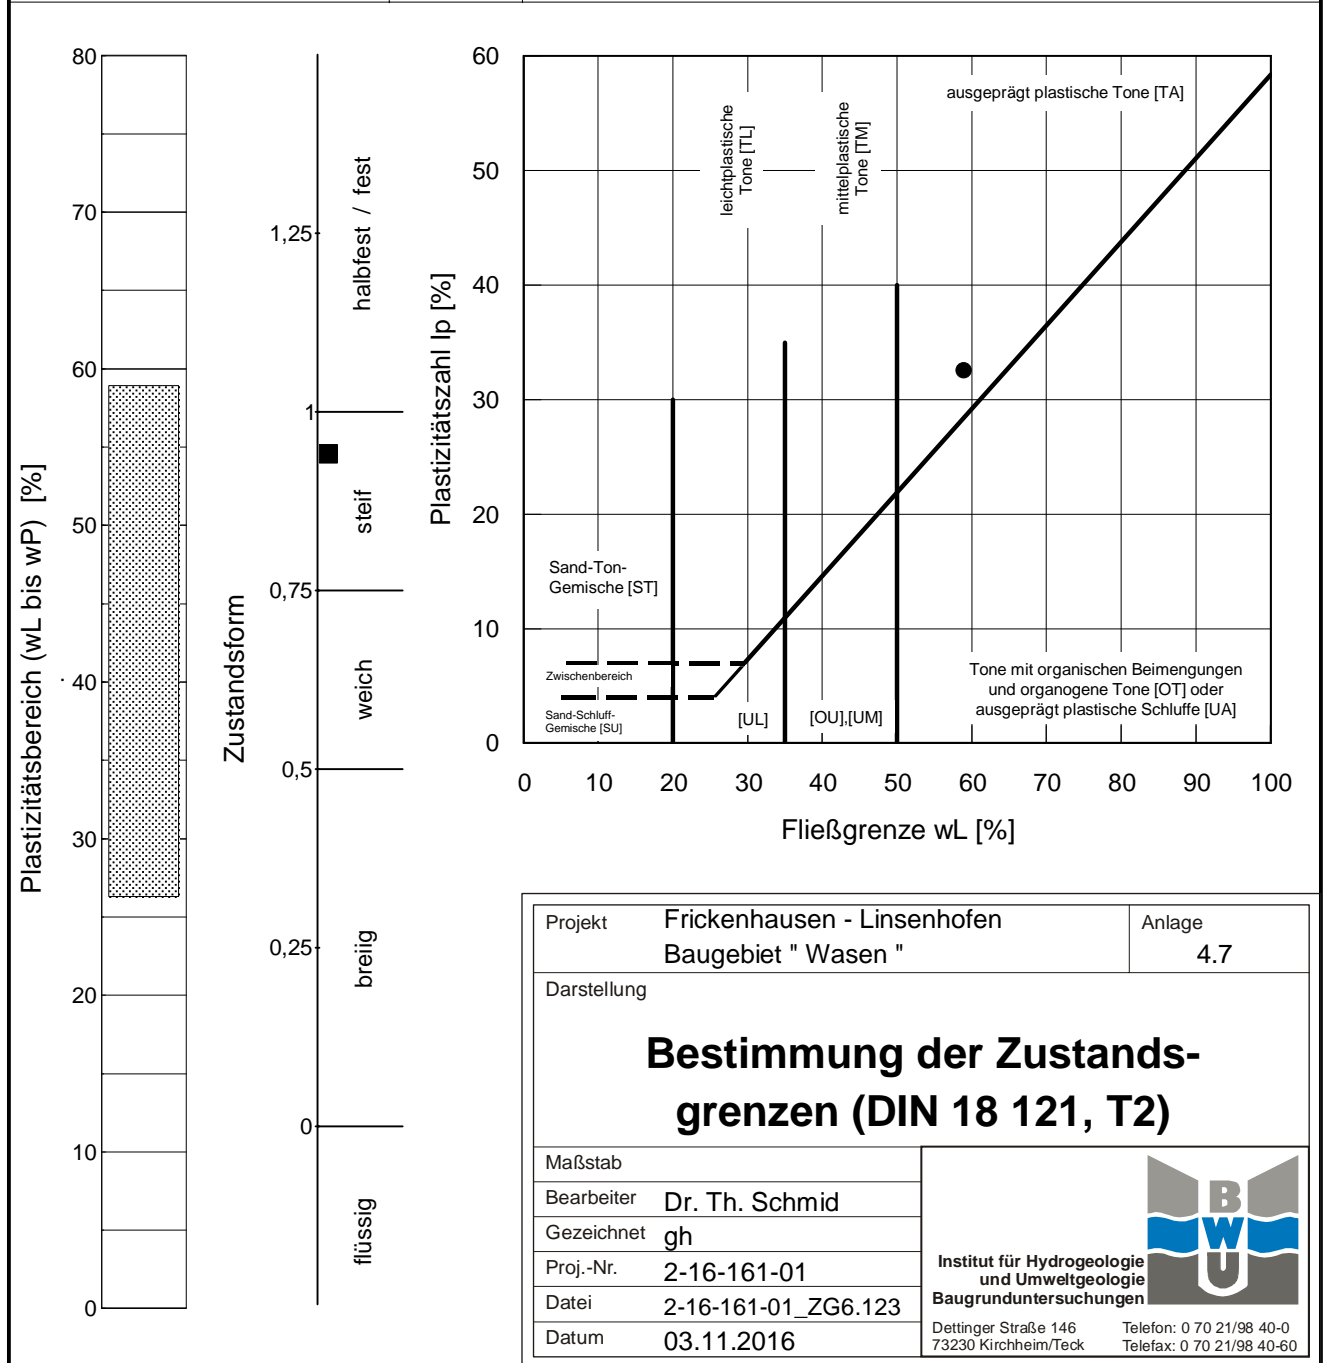 Plastizitätsbereich (wL bis wP) [%]
80
70
60
50
40
30
20
10
0
Zustandsform
1,25
1
0,75
0,5
0,25
0
halbfest / fest
steif
weich
breiig
flüssig
Plastizitätszahl Ip [%]
60
50
40
30
20
10
0
leichtplastische
Tone [TL]
mittelplastische
Tone [TM]
ausgeprägt plastische Tone [TA]
Sand-Ton-
Gemische [ST]
Zwischenbereich
Sand-Schluff-
Gemische [SU]
[UL]
[OU],[UM]
Tone mit organischen Beimengungen
und organogene Tone [OT] oder
ausgeprägt plastische Schluffe [UA]
0 10 20 30 40 50 60 70 80 90 100
Fließgrenze wL [%]
Projekt Frickenhausen - Linsenhofen
Baugebiet " Wasen "
Anlage
4.7
Darstellung
Bestimmung der Zustands-
grenzen (DIN 18 121, T2)
Maßstab
Bearbeiter Dr. Th. Schmid
Gezeichnet gh
Proj.-Nr. 2-16-161-01
Datei 2-16-161-01_ZG6.123
Datum 03.11.2016
BWU
Institut für Hydrogeologie
und Umweltgeologie
Baugrunduntersuchungen
Dettinger Straße 146 Telefon: 0 70 21/98 40-0
73230 Kirchheim/Teck Telefax: 0 70 21/98 40-60